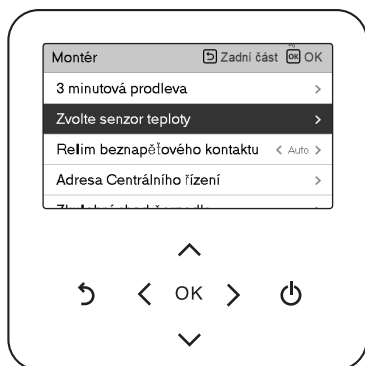 Montér Zadní část OK OK
3 minutová prodleva >
Zvolte senzor teploty >
Relim beznapěťového kontaktu < Auto >
Adresa Centrálního řízení >
OK